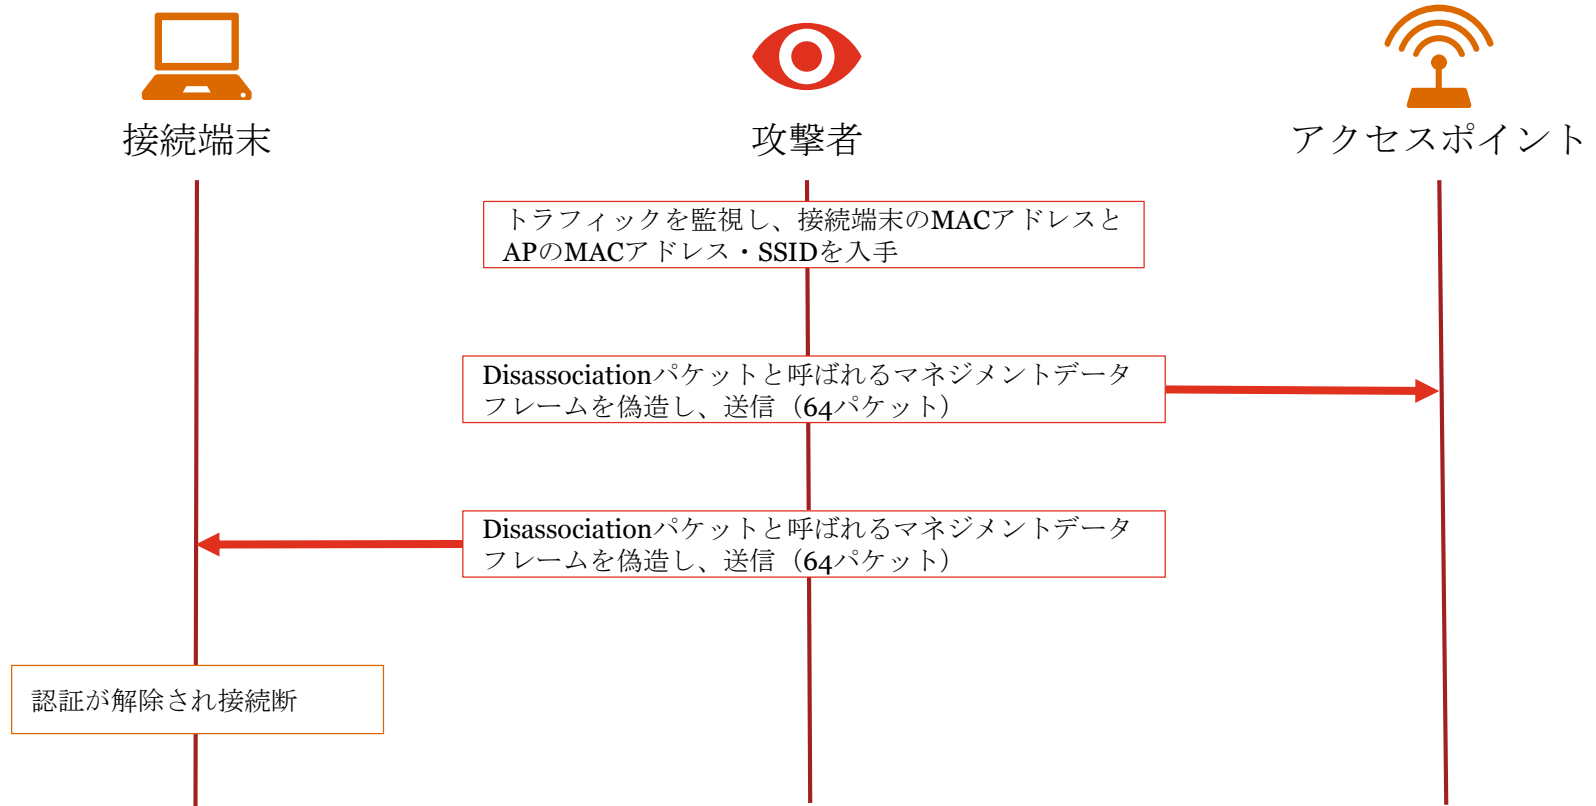 接続端末
攻撃者
アクセスポイント
トラフィックを監視し、接続端末のMACアドレスと
APのMACアドレス・SSIDを入手
Disassociationパケットと呼ばれるマネジメントデータ
フレームを偽造し、送信（64パケット）
Disassociationパケットと呼ばれるマネジメントデータ
フレームを偽造し、送信（64パケット）
認証が解除され接続断